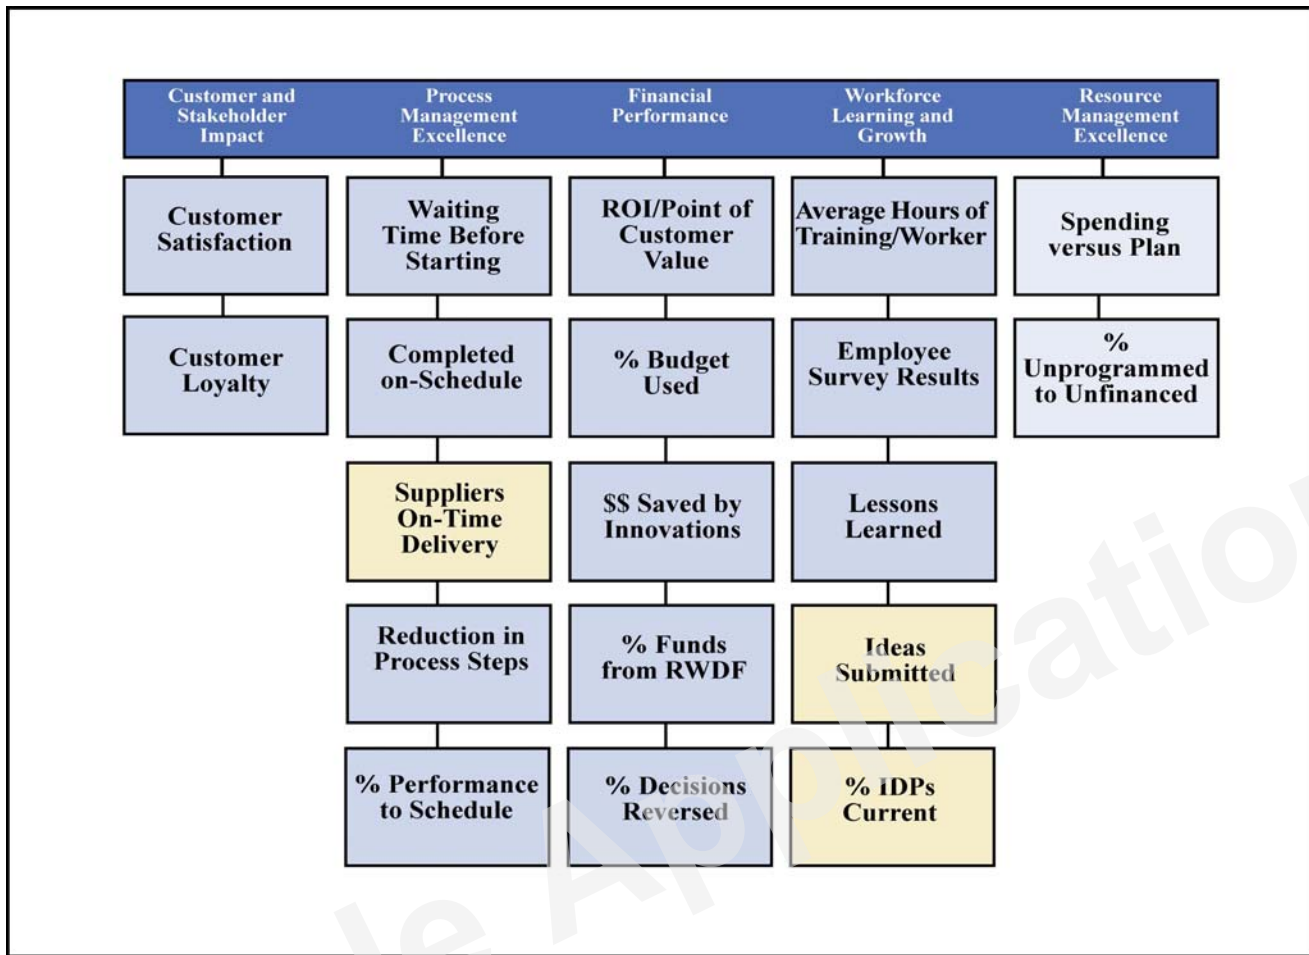 Customer and
Stakeholder
Impact
Process
Management
Excellence
Financial
Performance
Workforce
Learning and
Growth
Resource
Management
Excellence
Customer
Satisfaction
Customer
Loyalty
Waiting
Time Before
Starting
Completed
on-Schedule
Suppliers
On-Time
Delivery
Reduction in
Process Steps
% Performance
to Schedule
ROI/Point of
Customer
Value
% Budget
Used
$$ Saved by
Innovations
% Funds
from RWDF
% Decisions
Reversed
Average Hours of
Training/Worker
Employee
Survey Results
Lessons
Learned
Ideas
Submitted
% IDPs
Current
Spending
versus Plan
%
Unprogrammed
to Unfinanced